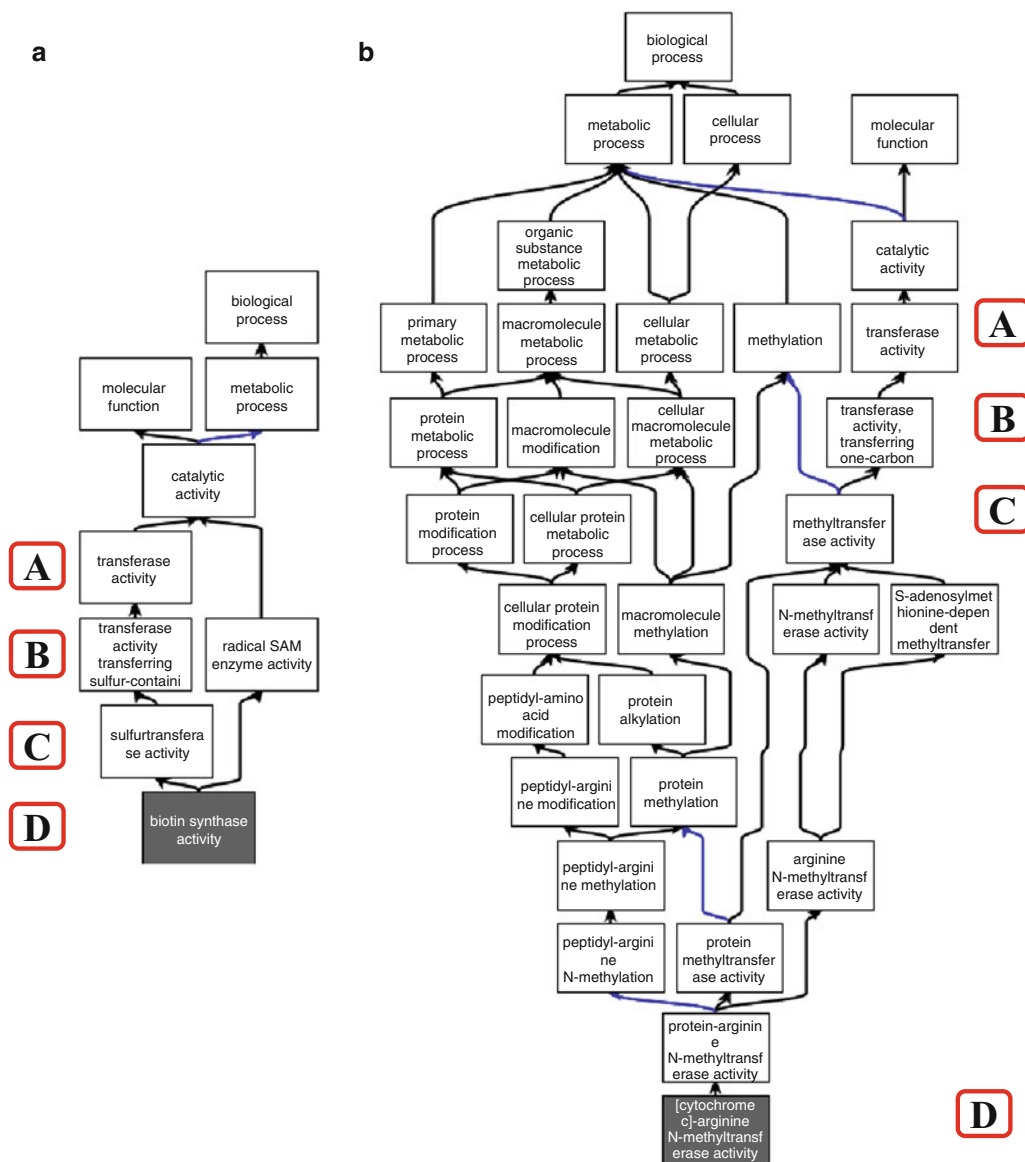 a
biological
process
molecular
function
metabolic
process
catalytic
activity
A
transferase
activity
B
transferase
activity
transferring
sulfur-containi
radical SAM
enzyme activity
C
sulfurtransfera
se activity
D
biotin synthase
activity
b
biological
process
metabolic
process
cellular
process
molecular
function
organic
substance
metabolic
process
catalytic
activity
primary
metabolic
process
macromolecule
metabolic
process
cellular
metabolic
process
methylation
transferase
activity
A
protein
metabolic
process
macromolecule
modification
cellular
macromolecule
metabolic
process
transferase
activity,
transferring
one-carbon
B
protein
modification
process
cellular protein
metabolic
process
methyltransfer
ase activity
C
cellular protein
modification
process
macromolecule
methylation
N-methyltransf
erase activity
S-adenosylmet
hionine-depen
dent
methyltransfer
peptidyl-amino
acid
modification
protein
alkylation
peptidyl-argini
ne modification
protein
methylation
peptidyl-argini
ne methylation
arginine
N-methyltransf
erase activity
peptidyl-argini
ne
N-methylation
protein
methyltransfer
ase activity
protein-arginin
e
N-methyltransf
erase activity
[cytochrome
c]-arginine
N-methyltransf
erase activity
D